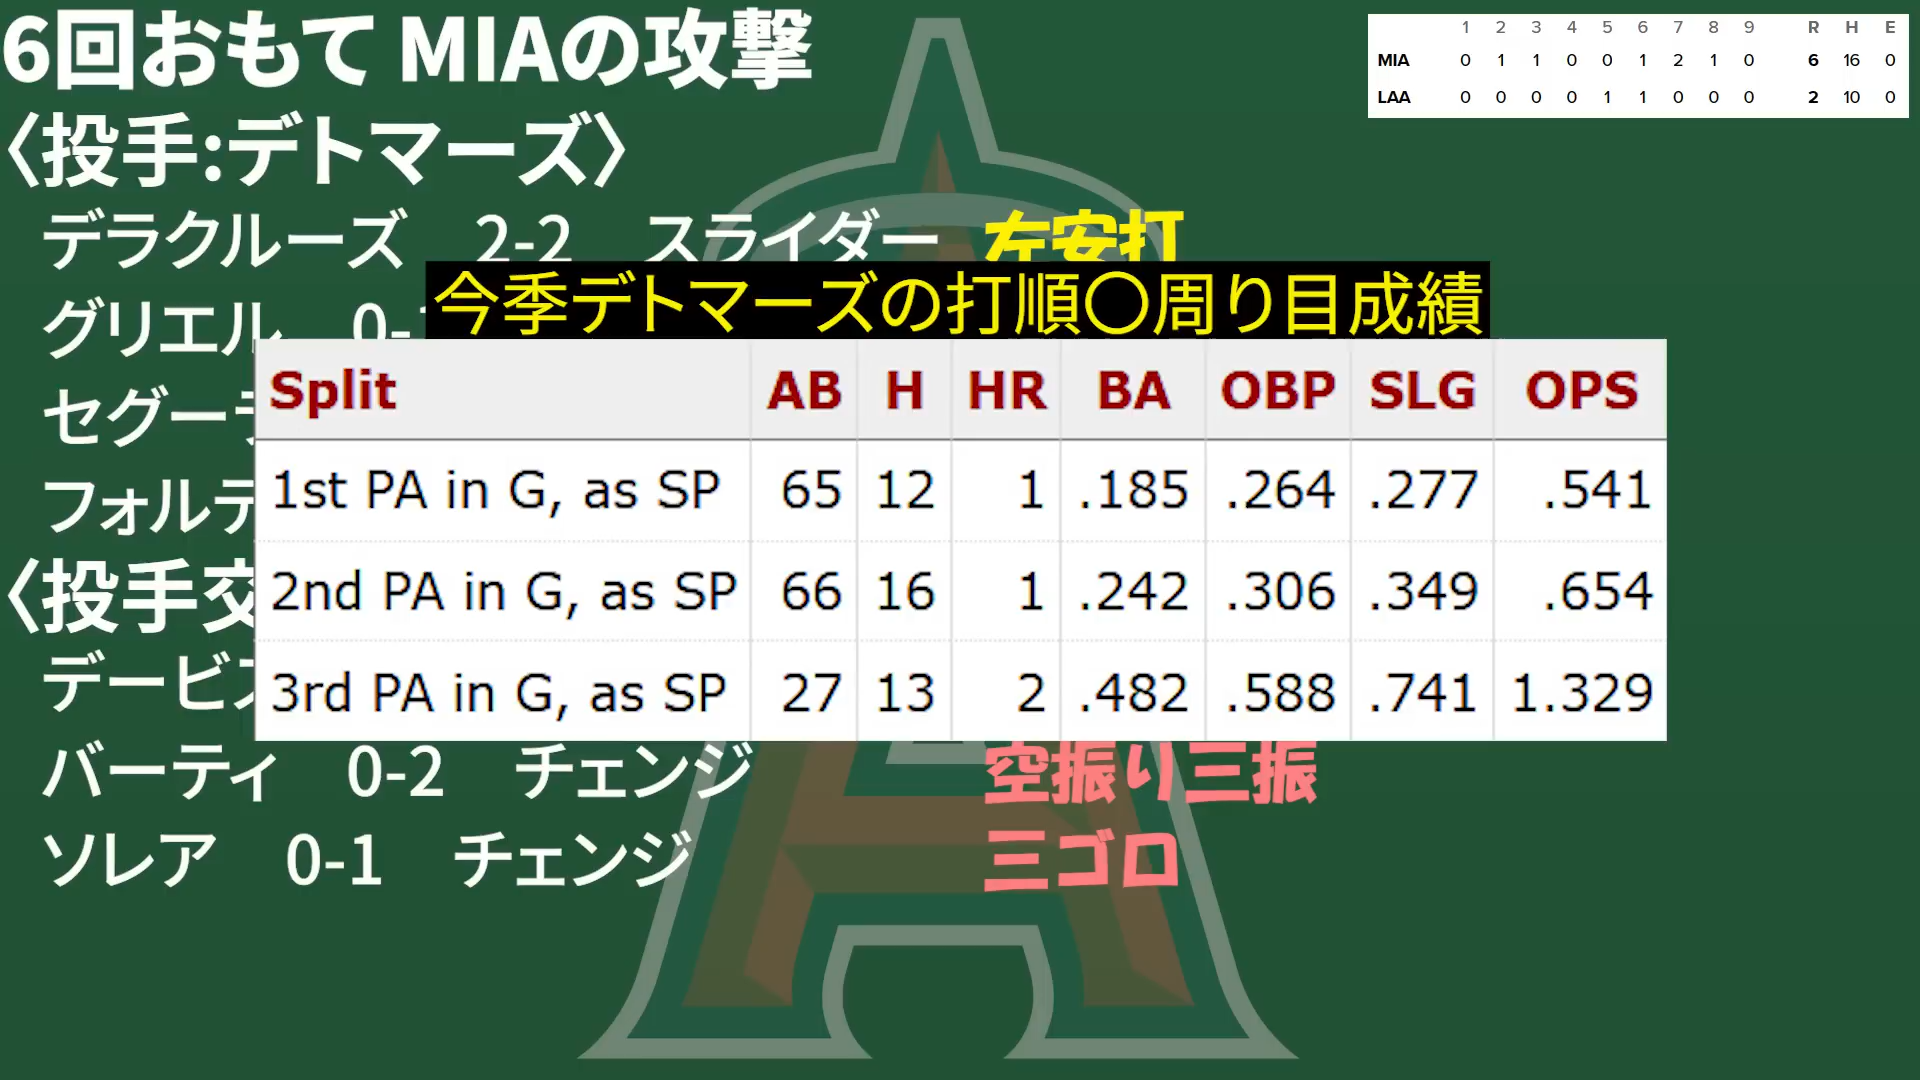 6回おもて MIAの攻撃
1 2 3 4 5 6 7 8 9 R H E
MIA 0 1 1 0 0 1 2 1 0 6 16 0
LAA 0 0 0 0 1 1 0 0 0 2 10 0
〈投手:デトマーズ〉
デラクルーズ 2-2 スライダー 左安打
グリエル 0-
今季デトマーズの打順〇周り目成績
セグー
フォルテ
〈投手交
デービ
Split AB H HR BA OBP SLG OPS
1st PA in G, as SP 65 12 1 .185 .264 .277 .541
2nd PA in G, as SP 66 16 1 .242 .306 .349 .654
3rd PA in G, as SP 27 13 2 .482 .588 .741 1.329
バーティ 0-2 チェンジ 空振り三振
ソレア 0-1 チェンジ 三ゴロ